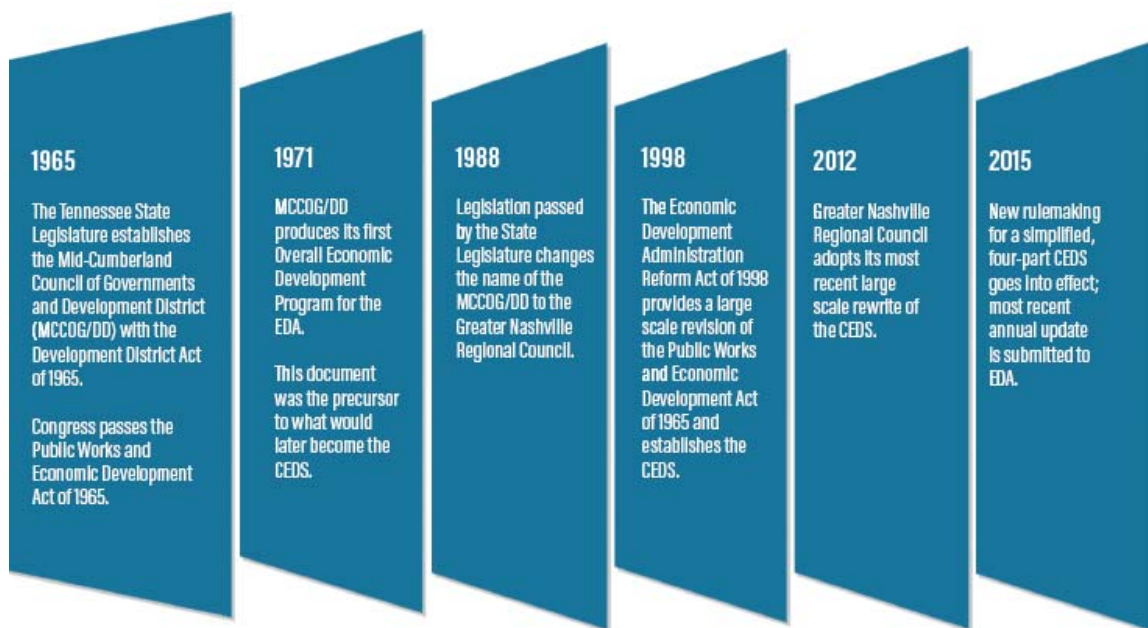 1965
The Tennessee State
Legislature establishes
the Mid-Cumberland
Council of Governments
and Development District
(MCCOG/DD) with the
Development District Act
of 1965.
Congress passes the
Public Works and
Economic Development
Act of 1965.
1971
MCCOG/DD
produces its first
Overall Economic
Development
Program for the
EDA.
This document
was the precursor
to what would
later become the
CEDS.
1988
Legislation passed
by the State
Legislature changes
the name of the
MCCOG/DD to the
Greater Nashville
Regional Council.
1998
The Economic
Development
Administration
Reform Act of 1998
provides a large
scale revision of
the Public Works
and Economic
Development Act
of 1965 and
establishes the
CEDS.
2012
Greater Nashville
Regional Council
adopts its most
recent large
scale rewrite of
the CEDS.
2015
New rulemaking
for a simplified,
four-part CEDS
goes into effect;
most recent
annual update
is submitted to
EDA.